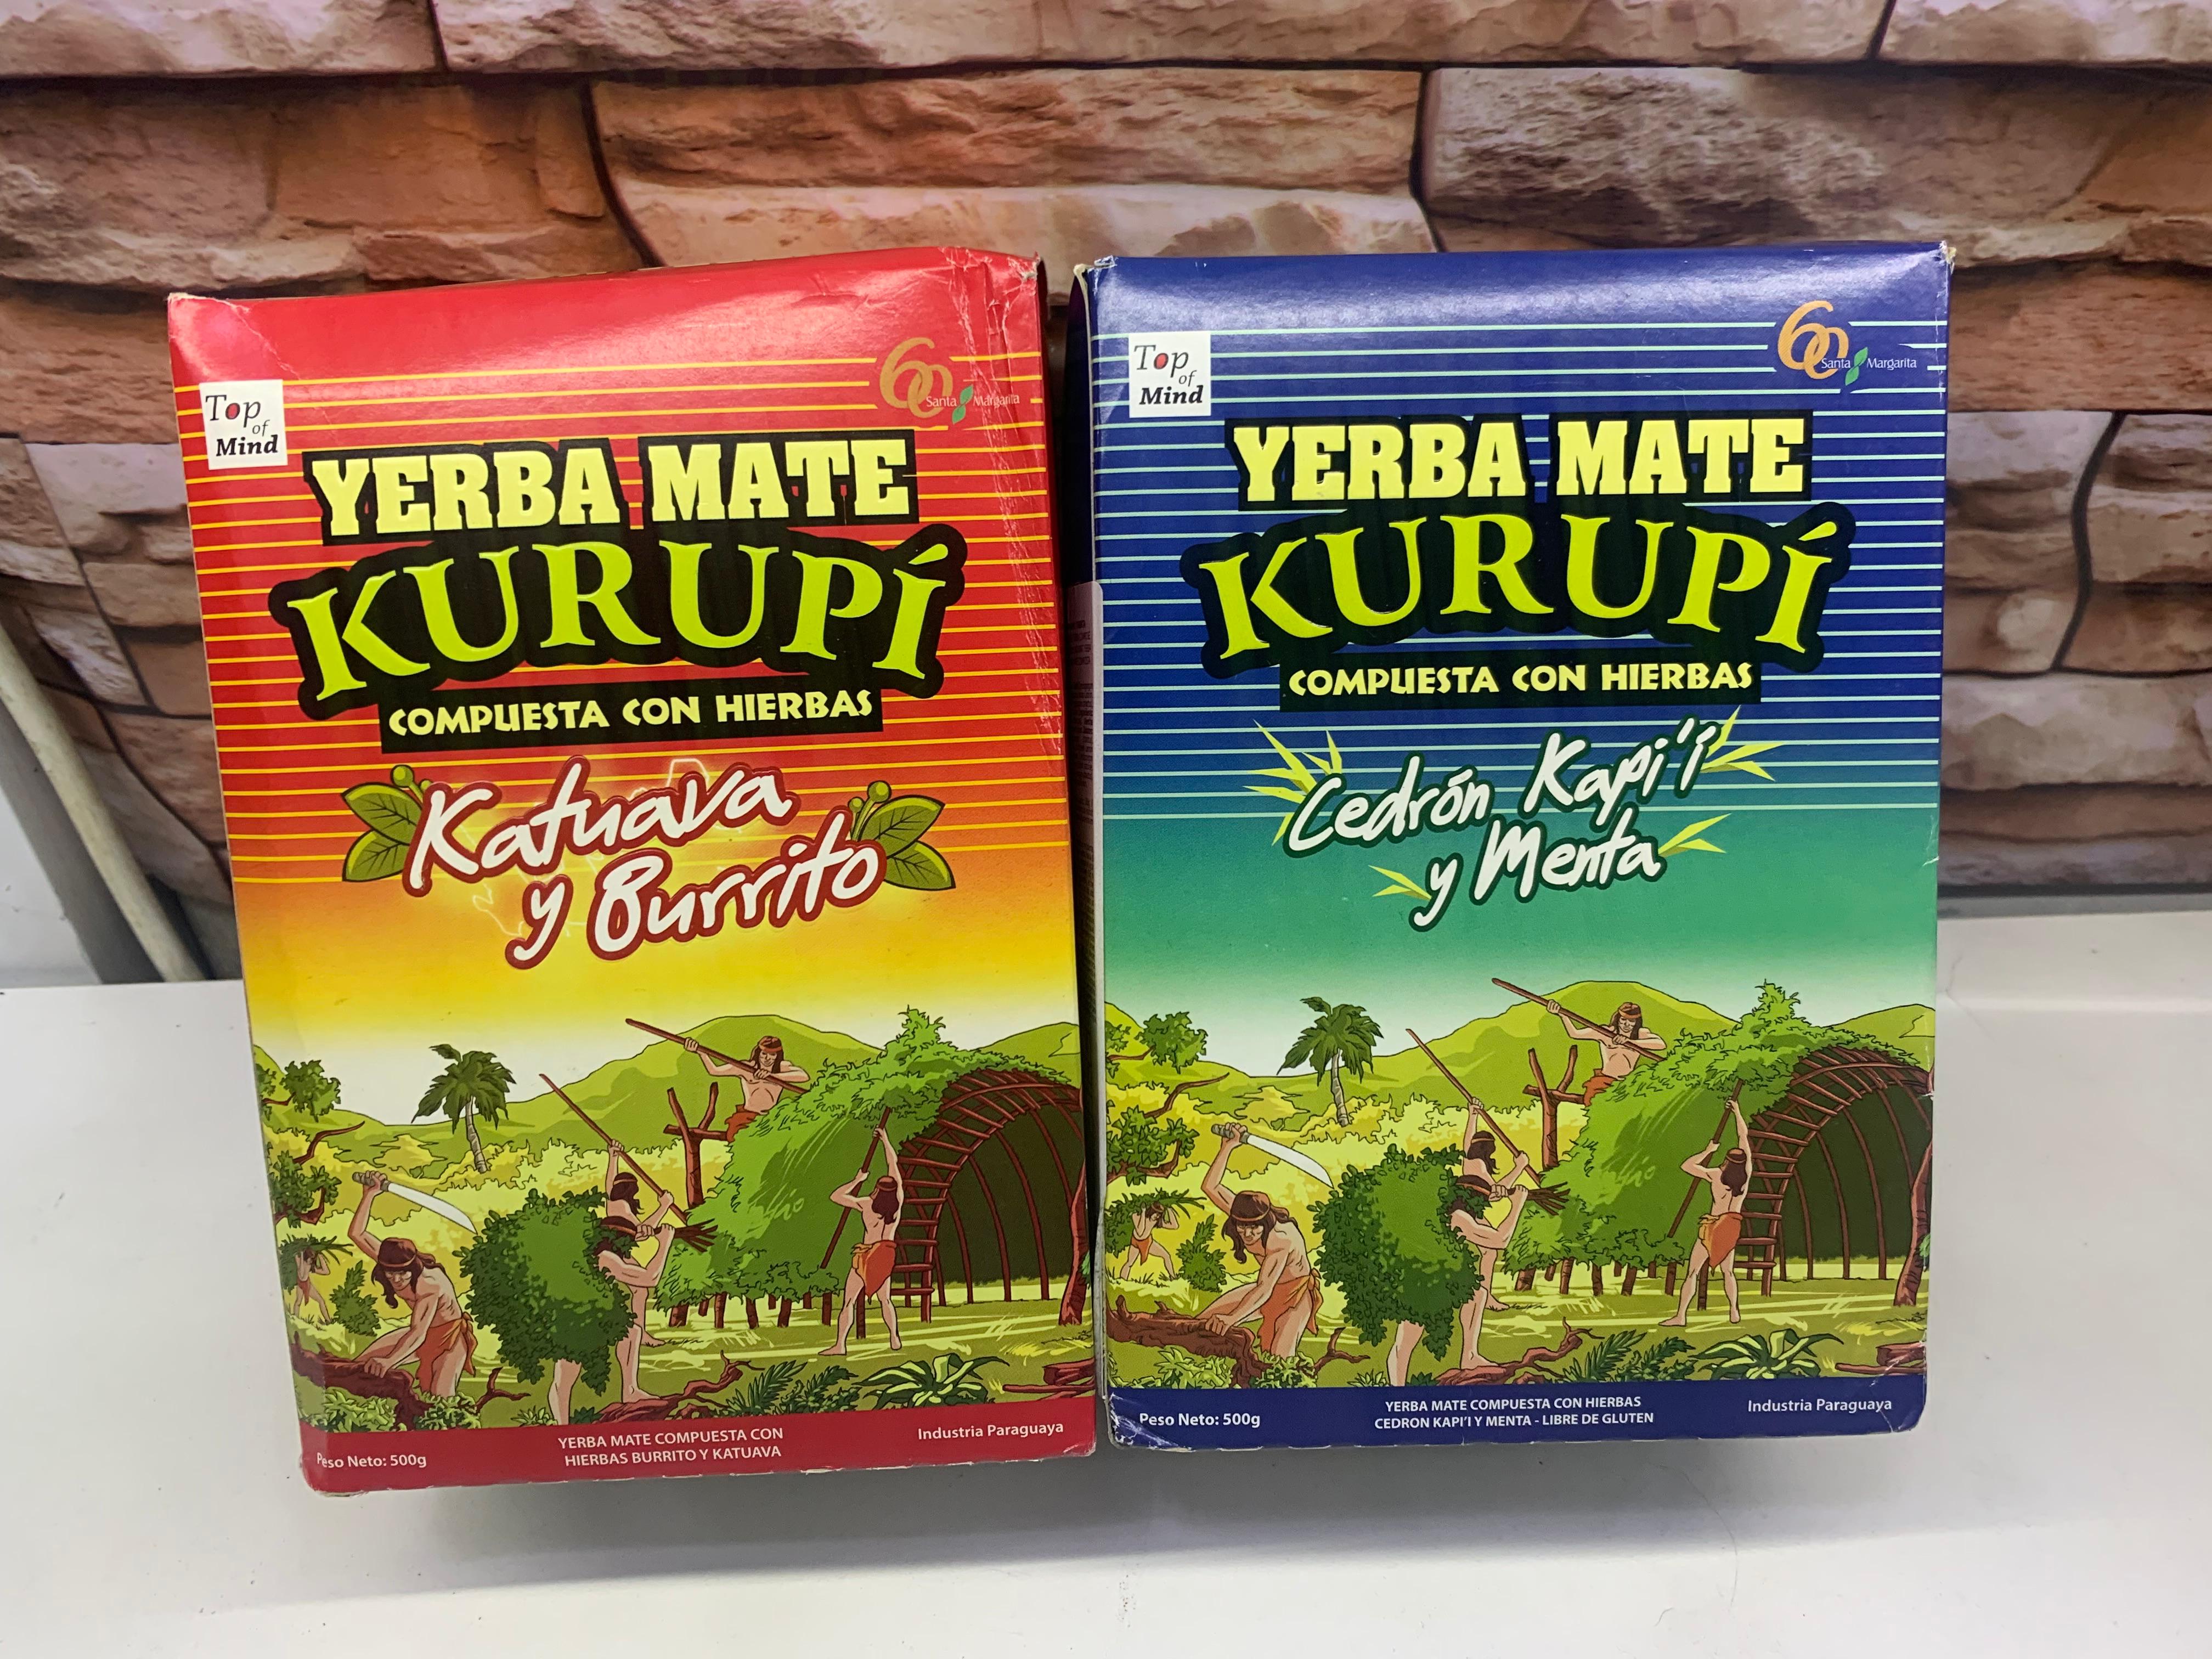 Top
of
Mind
60
Santa Margarita
YERBA MATE
KURUPÍ
COMPUESTA CON HIERBAS
Katuava
y Burrito
Peso Neto: 500g
YERBA MATE COMPUESTA CON
HIERBAS BURRITO Y KATUAVA
Industria Paraguaya
Top
of
Mind
60
Santa Margarita
YERBA MATE
KURUPÍ
COMPUESTA CON HIERBAS
Cedrón Kapi'í
y Menta
Peso Neto: 500g
YERBA MATE COMPUESTA CON HIERBAS
CEDRON KAPI'I Y MENTA - LIBRE DE GLUTEN
Industria Paraguaya